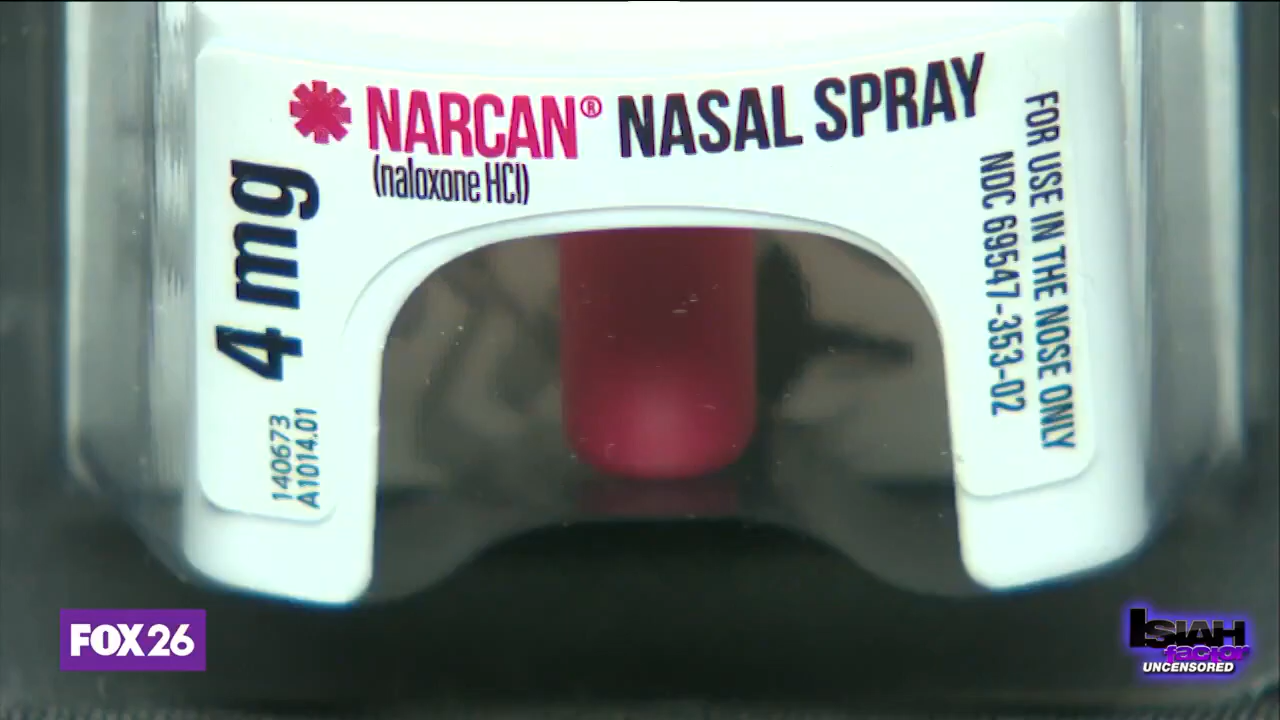 NARCAN® NASAL SPRAY
(naloxone HCl)
4 mg
140673
A1014.01
FOR USE IN THE NOSE ONLY
NDC 69547-353-02
FOX 26
ISIAH
factor
UNCENSORED